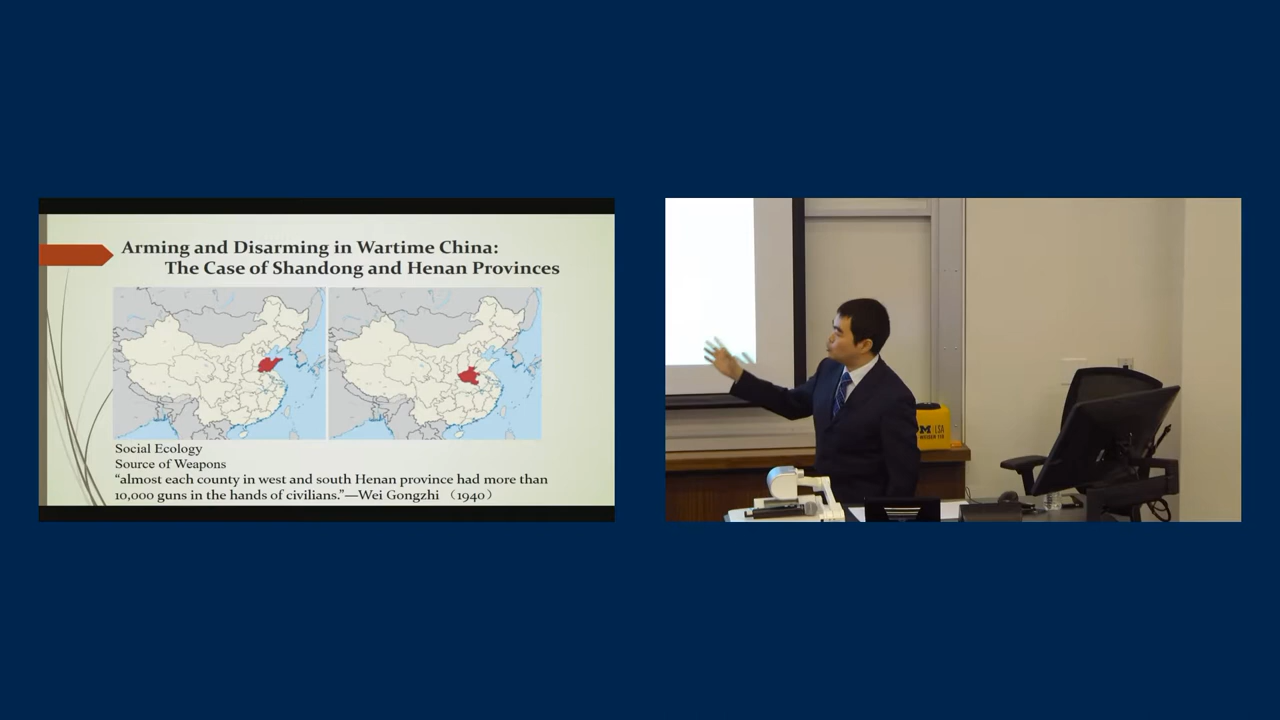 Arming and Disarming in Wartime China:
The Case of Shandong and Henan Provinces
Social Ecology
Source of Weapons
“almost each county in west and south Henan province had more than
10,000 guns in the hands of civilians.”—Wei Gongzhi （1940）
M|LSA